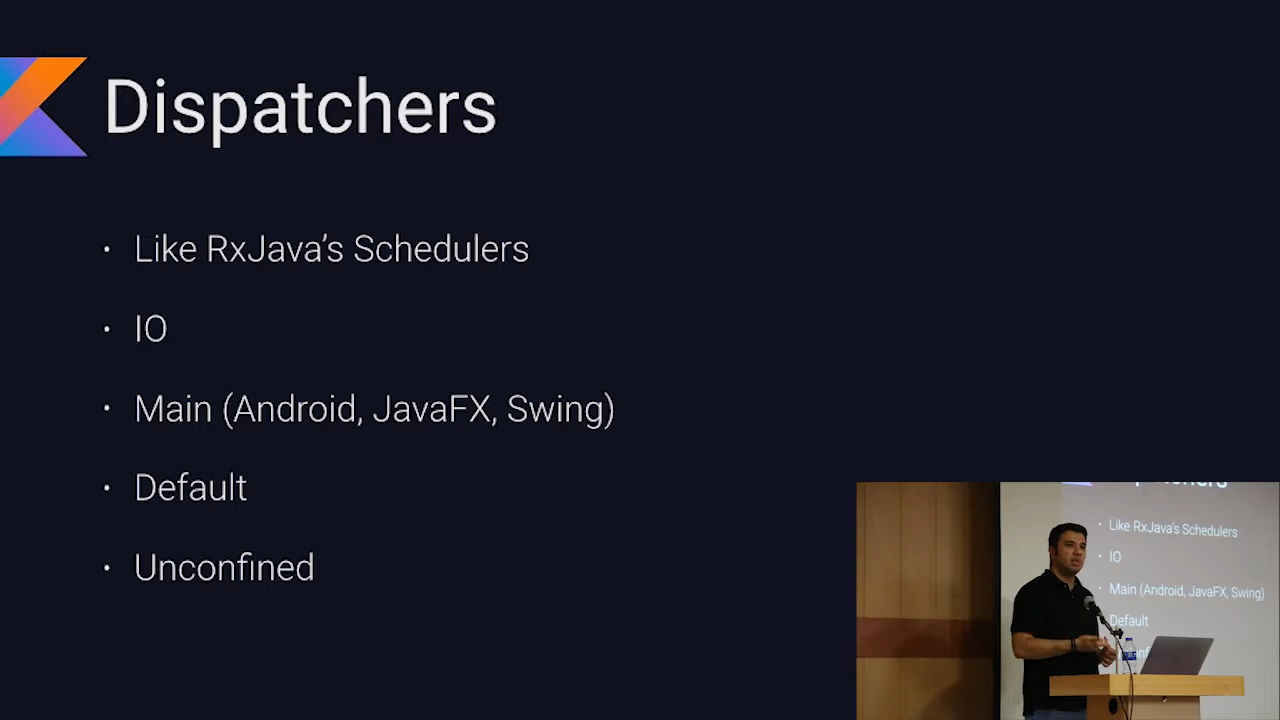 Dispatchers
• Like RxJava's Schedulers
• IO
• Main (Android, JavaFX, Swing)
• Default
• Unconfined
• Like RxJava's Schedulers
• IO
• Main (Android, JavaFX, Swing)
Default